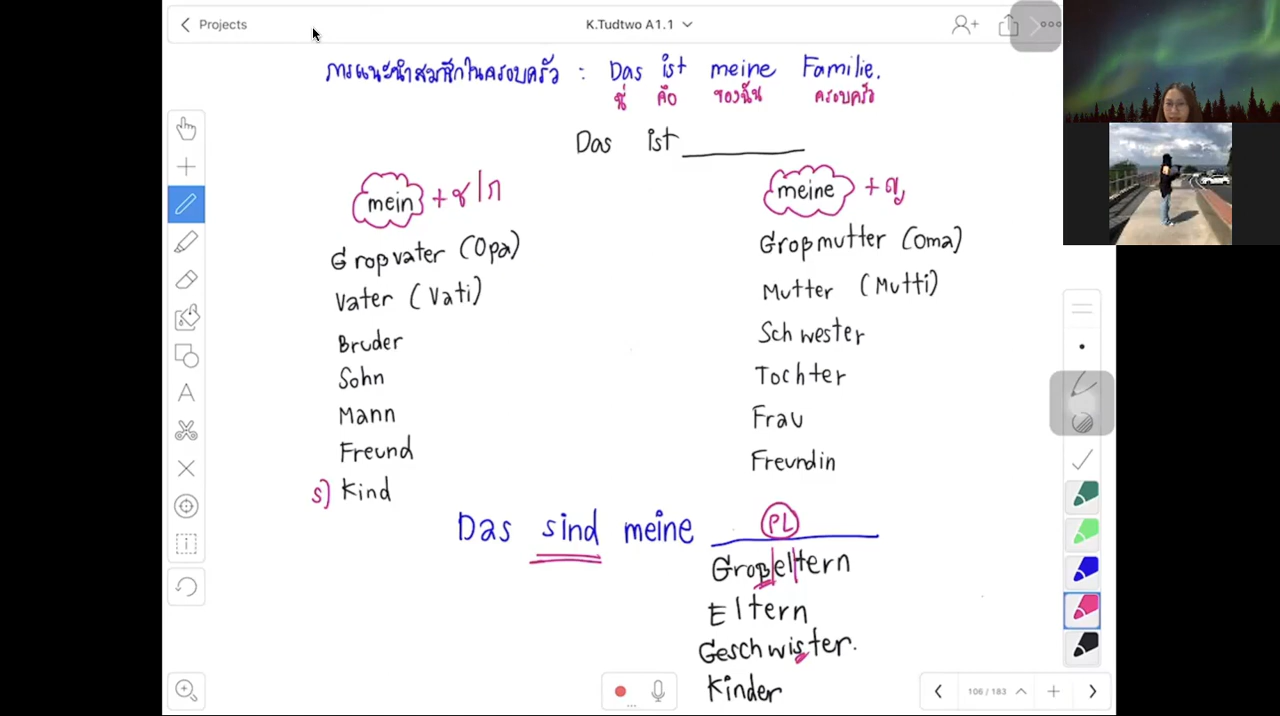 Projects
K.Tudtwo A1.1
การแนะนำสมาชิกในครอบครัว : Das ist meine Familie.
นี่ คือ ของฉัน ครอบครัว
Das ist
mein + ช/ก
meine + ญ
Großvater (Opa)
Großmutter (Oma)
Vater (Vati)
Mutter (Mutti)
Bruder
Schwester
Sohn
Tochter
Mann
Frau
Freund
Freundin
s) Kind
Das sind meine PL
Großeltern
Eltern
Geschwister.
Kinder
106 / 183